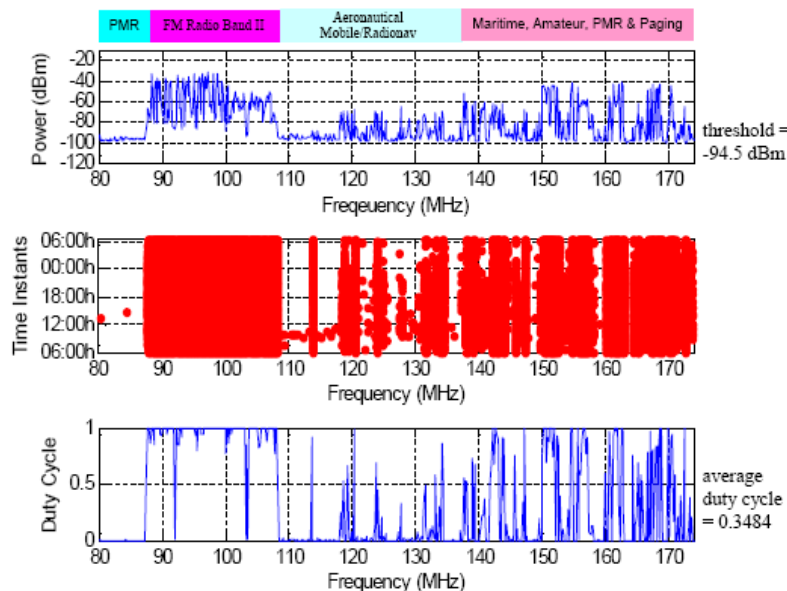 PMR FM Radio Band II Aeronautical Mobile/Radionav Maritime, Amateur, PMR & Paging
Power (dBm)
-20
-40
-60
-80
-100
-120
80 90 100 110 120 130 140 150 160 170
Freqeuency (MHz)
threshold =
-94.5 dBm
Time Instants
06:00h
00:00h
18:00h
12:00h
06:00h
80 90 100 110 120 130 140 150 160 170
Frequency (MHz)
Duty Cycle
1
0.5
0
80 90 100 110 120 130 140 150 160 170
Frequency (MHz)
average
duty cycle
= 0.3484